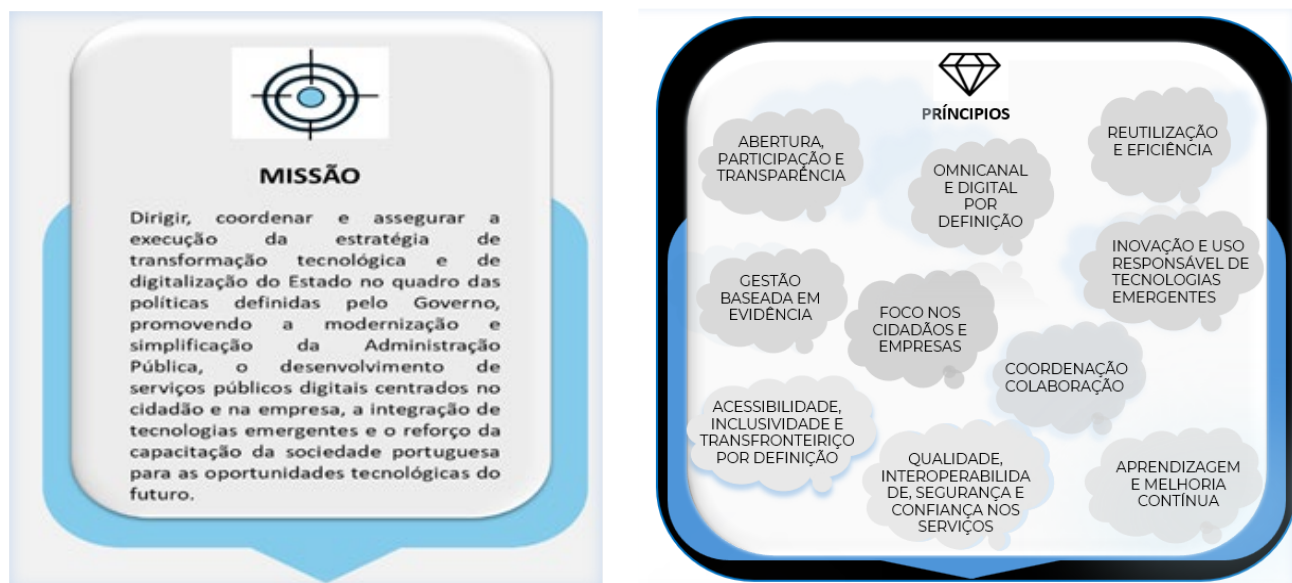 MISSÃO
Dirigir, coordenar e assegurar a
execução da estratégia de
transformação tecnológica e de
digitalização do Estado no quadro das
políticas definidas pelo Governo,
promovendo a modernização e
simplificação da Administração
Pública, o desenvolvimento de
serviços públicos digitais centrados no
cidadão e na empresa, a integração de
tecnologias emergentes e o reforço da
capacitação da sociedade portuguesa
para as oportunidades tecnológicas do
futuro.
PRÍNCIPIOS
ABERTURA,
PARTICIPAÇÃO E
TRANSPARÊNCIA
OMNICANAL
E DIGITAL
POR
DEFINIÇÃO
REUTILIZAÇÃO
E EFICIÊNCIA
GESTÃO
BASEADA EM
EVIDÊNCIA
FOCO NOS
CIDADÃOS E
EMPRESAS
INOVAÇÃO E USO
RESPONSÁVEL DE
TECNOLOGIAS
EMERGENTES
COORDENAÇÃO
COLABORAÇÃO
ACESSIBILIDADE,
INCLUSIVIDADE E
TRANSFRONTEIRIÇO
POR DEFINIÇÃO
QUALIDADE,
INTEROPERABILIDA
DE, SEGURANÇA E
CONFIANÇA NOS
SERVIÇOS
APRENDIZAGEM
E MELHORIA
CONTÍNUA